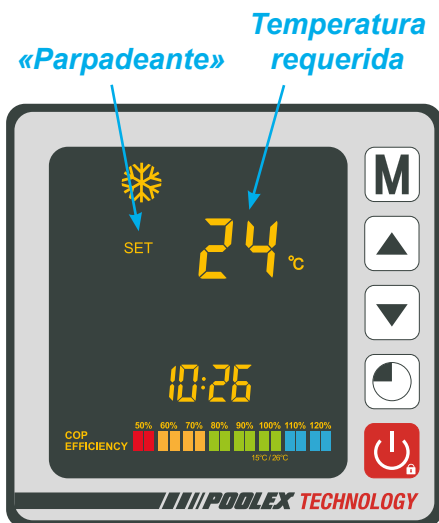 Temperatura
«Parpadeante» requerida
SET
24 °C
10:26
50% 60% 70% 80% 90% 100% 110% 120%
COP
EFFICIENCY
15°C / 26°C
M
POOLEX TECHNOLOGY